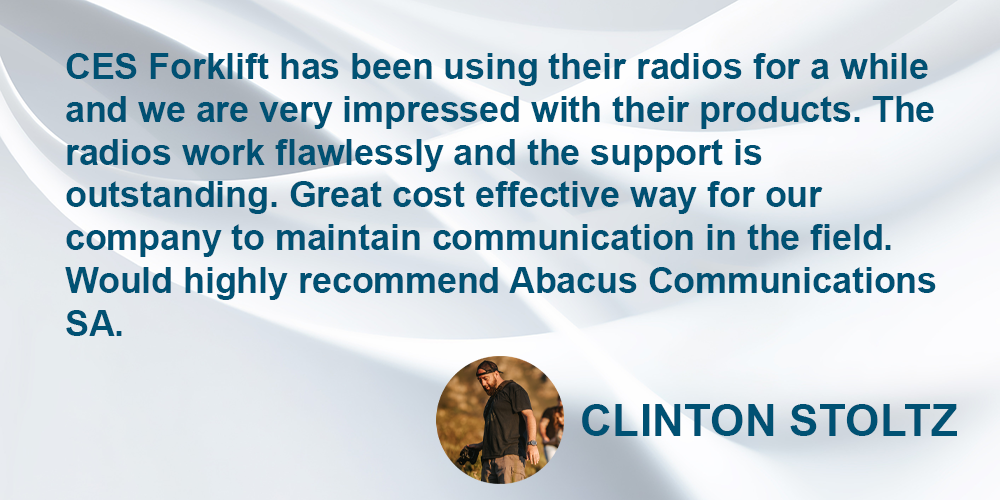 CES Forklift has been using their radios for a while
and we are very impressed with their products. The
radios work flawlessly and the support is
outstanding. Great cost effective way for our
company to maintain communication in the field.
Would highly recommend Abacus Communications
SA.
CLINTON STOLTZ